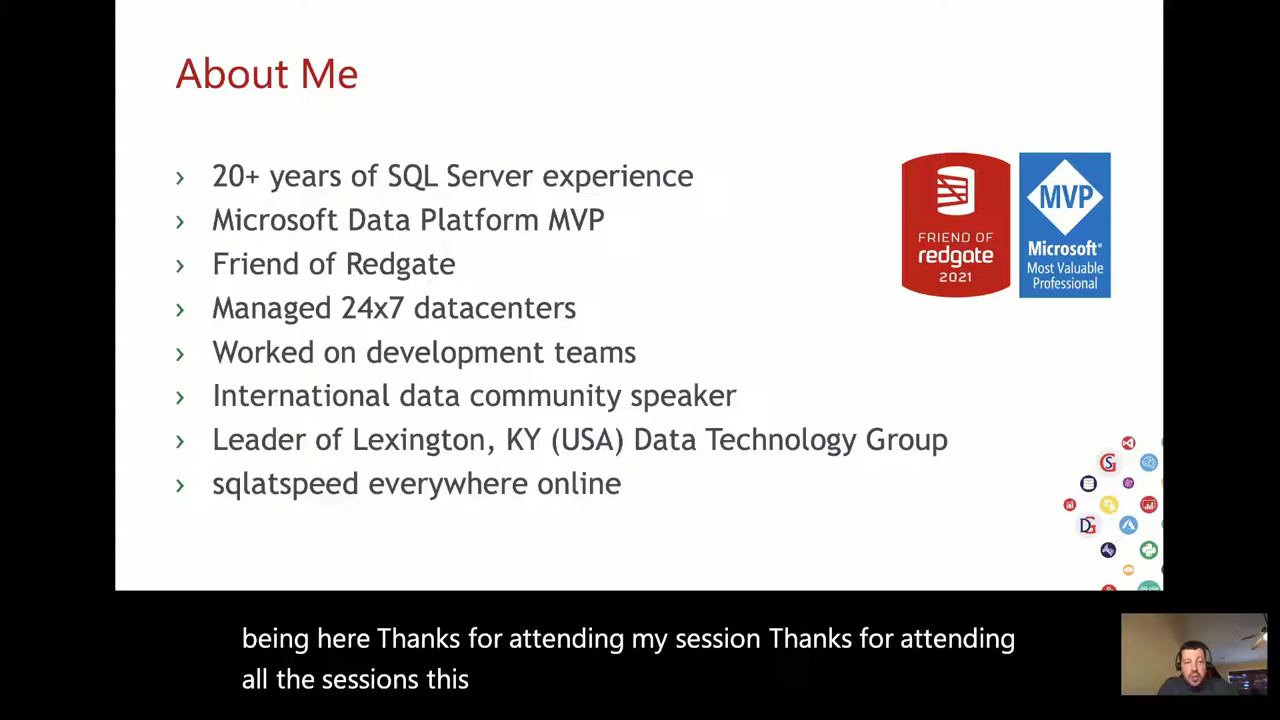 About Me
› 20+ years of SQL Server experience
› Microsoft Data Platform MVP
› Friend of Redgate
› Managed 24x7 datacenters
› Worked on development teams
› International data community speaker
› Leader of Lexington, KY (USA) Data Technology Group
› sqlatspeed everywhere online
FRIEND OF
redgate
2021
MVP
Microsoft®
Most Valuable
Professional
GS
DG
being here Thanks for attending my session Thanks for attending
all the sessions this